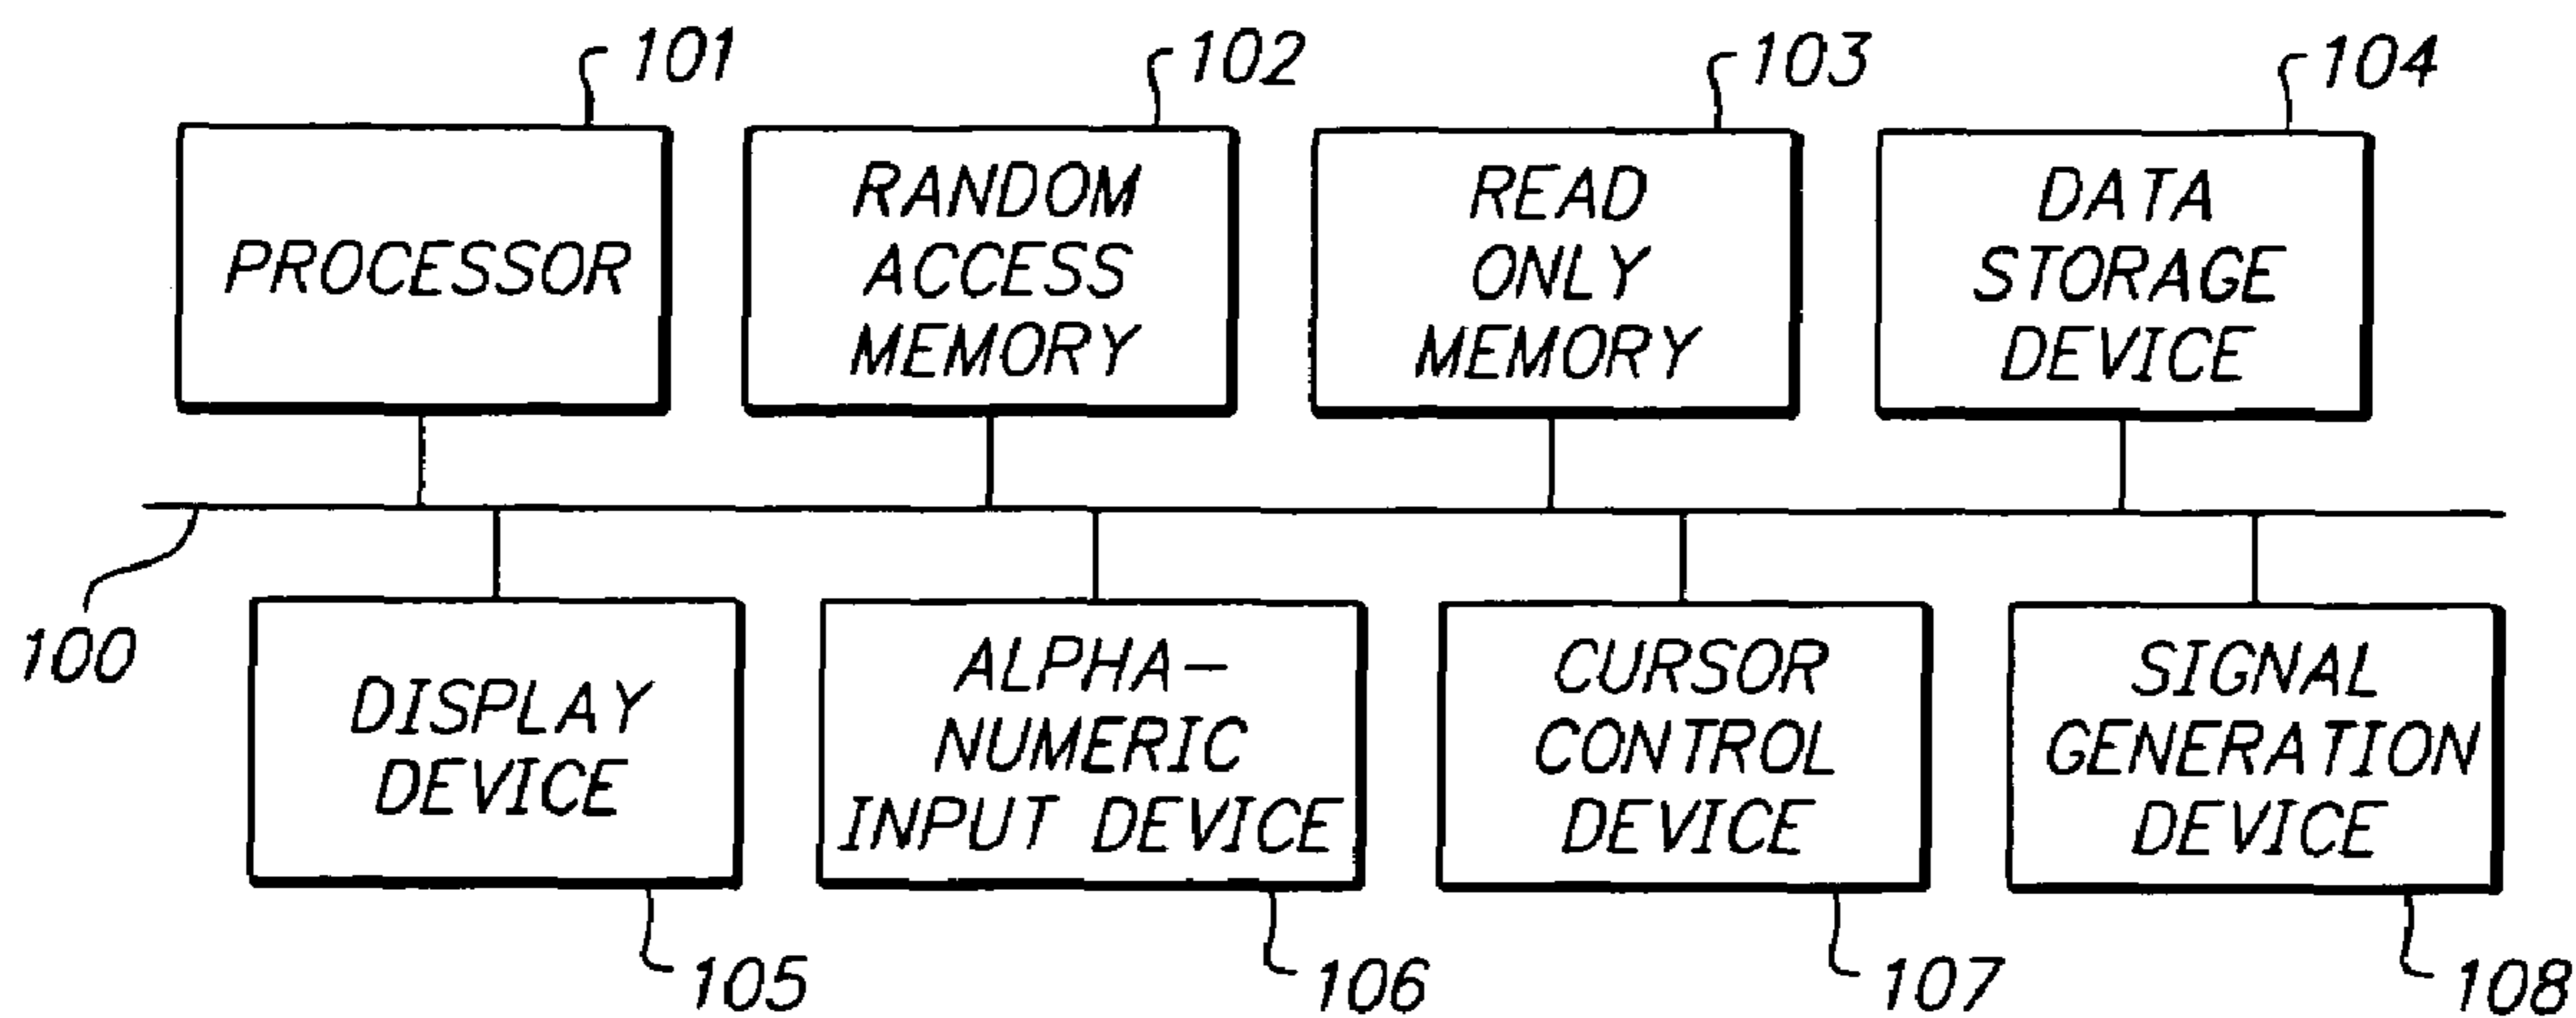 101
102
103
104
PROCESSOR
RANDOM
ACCESS
MEMORY
READ
ONLY
MEMORY
DATA
STORAGE
DEVICE
100
DISPLAY
DEVICE
ALPHA-
NUMERIC
INPUT DEVICE
CURSOR
CONTROL
DEVICE
SIGNAL
GENERATION
DEVICE
105
106
107
108